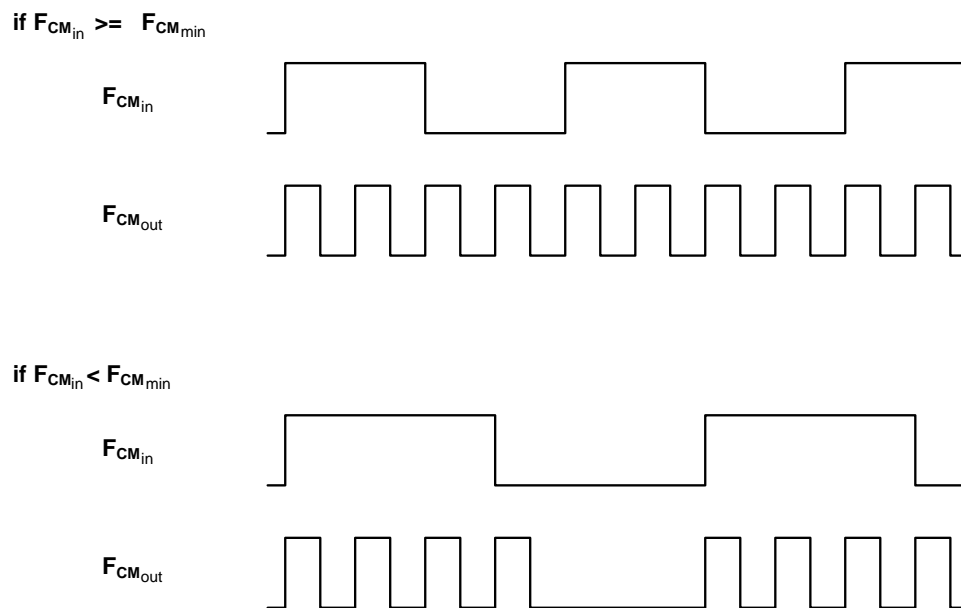 if FCMin >= FCMmin
FCMin
FCMout
if FCMin < FCMmin
FCMin
FCMout